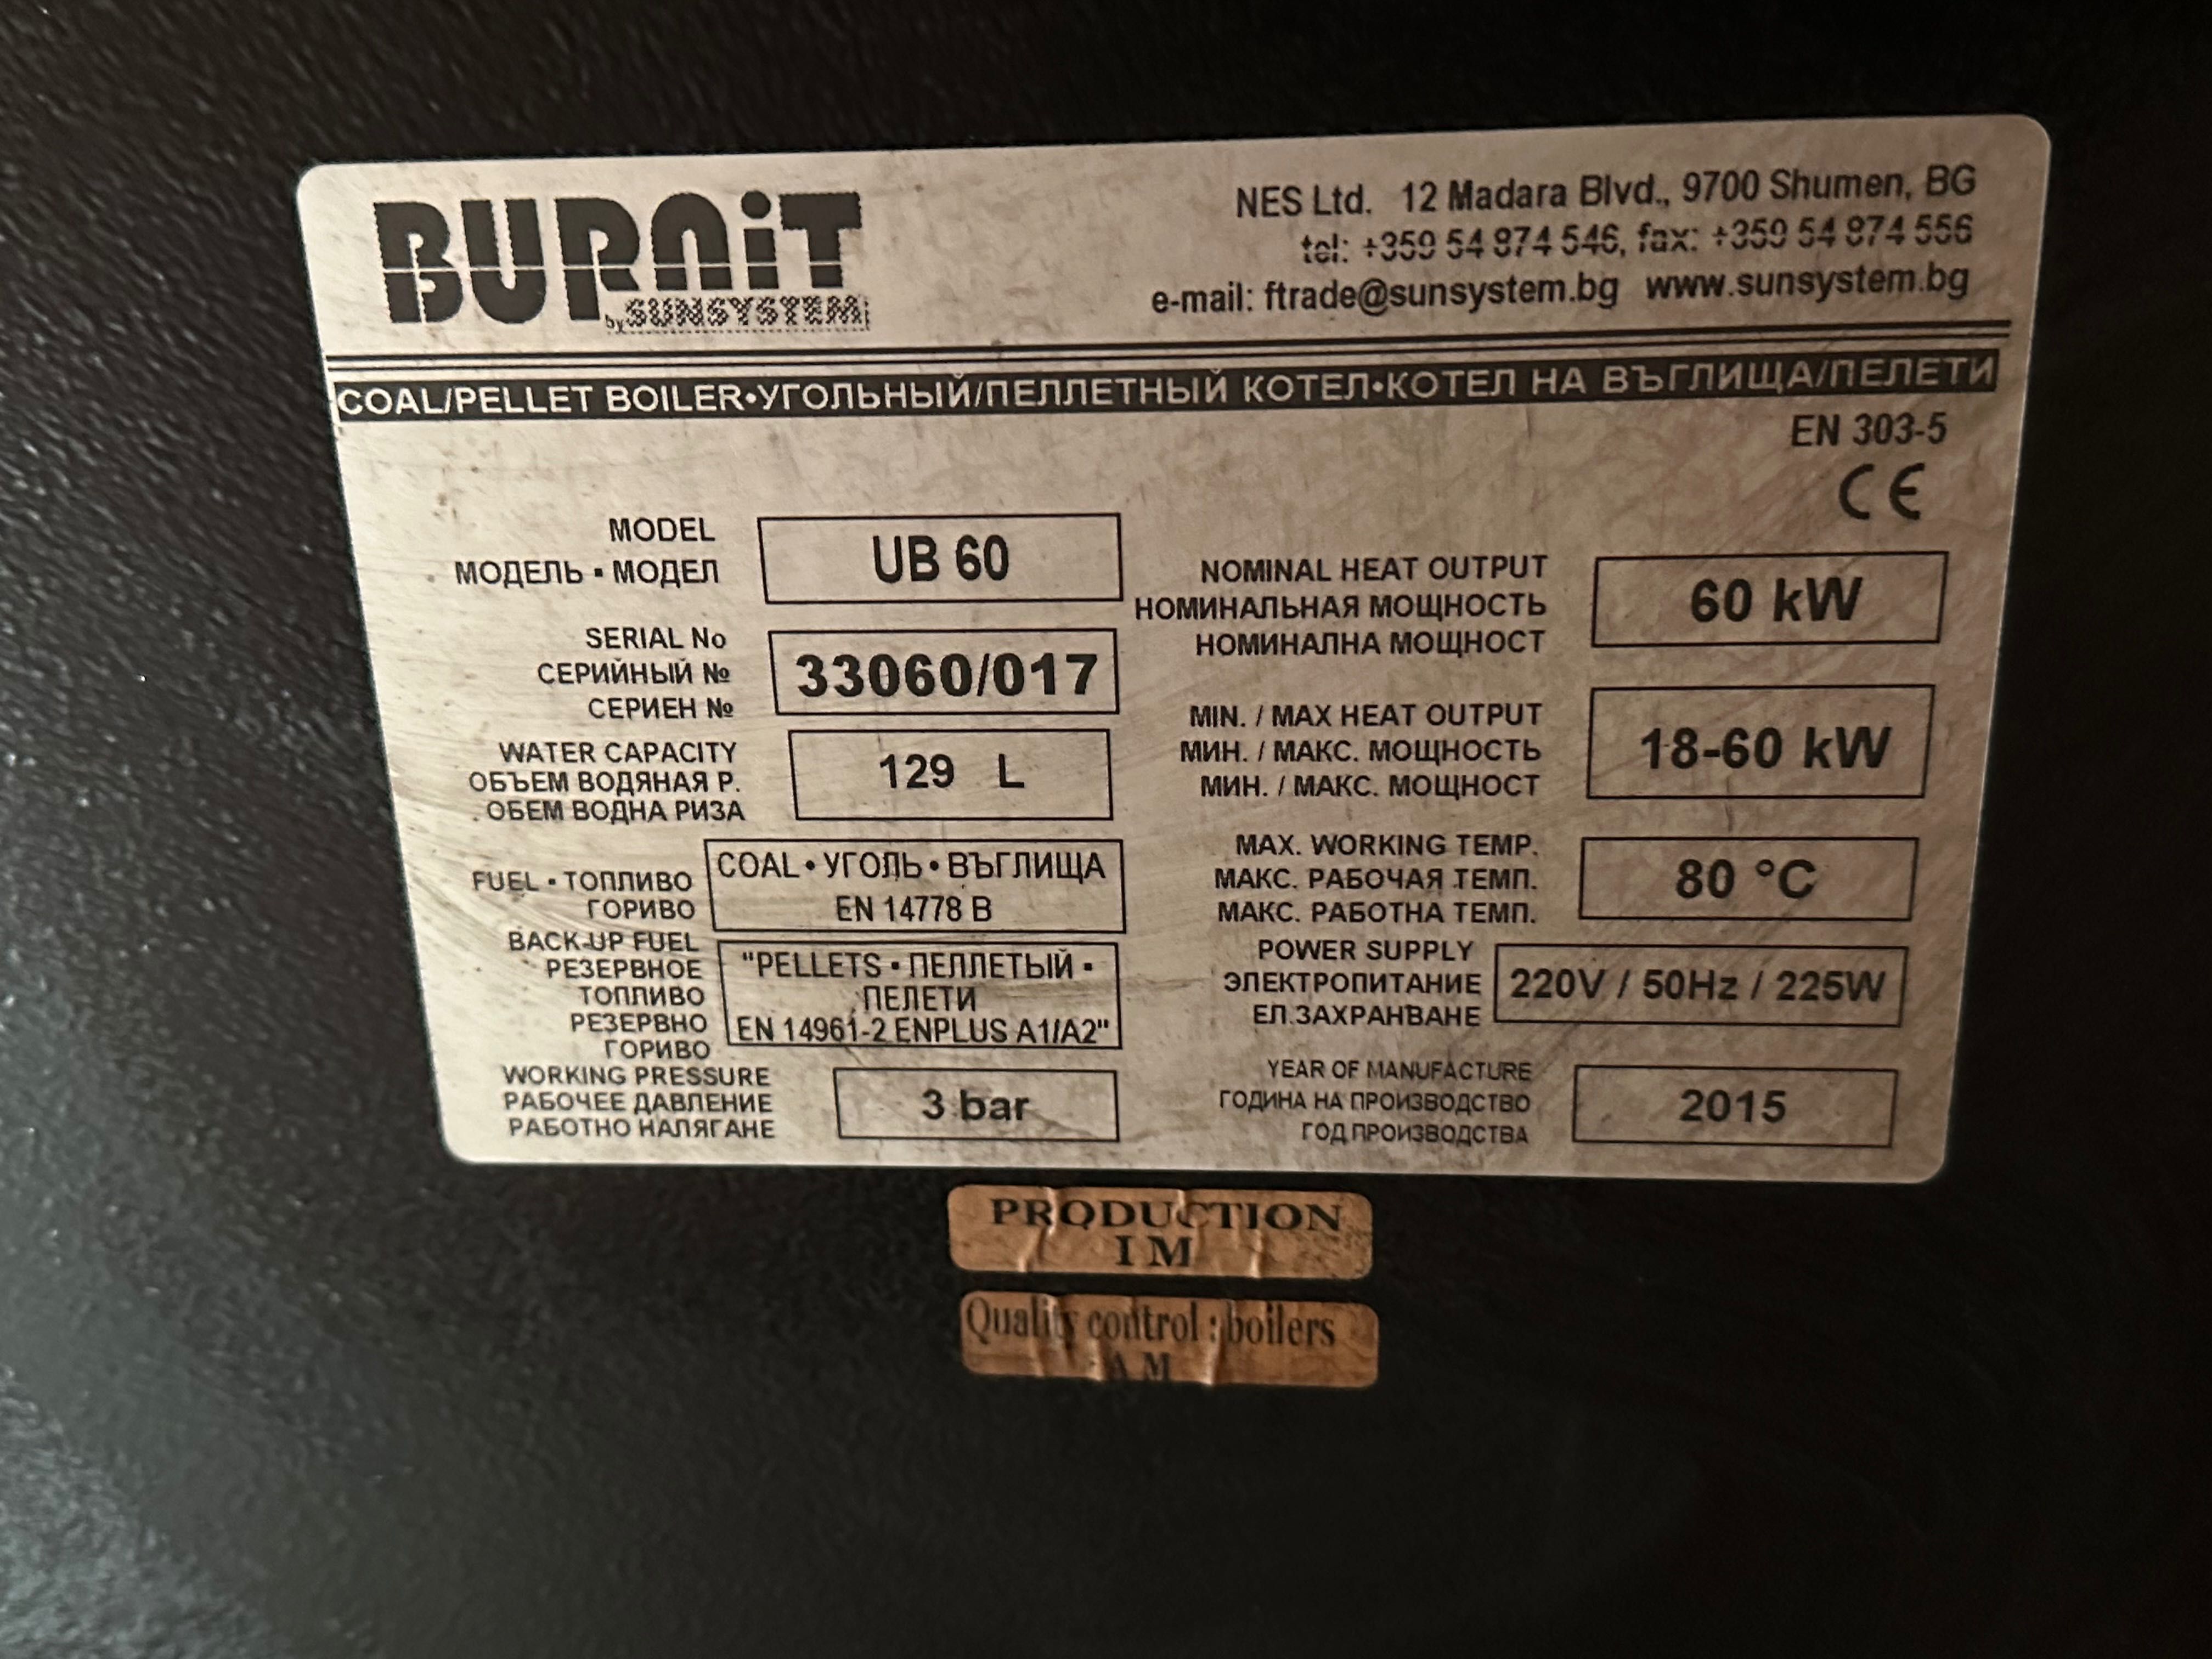 BURNiT
by SUNSYSTEM
NES Ltd. 12 Madara Blvd., 9700 Shumen, BG
tel: +359 54 874 546, fax: +359 54 874 556
e-mail: ftrade@sunsystem.bg www.sunsystem.bg
COAL/PELLET BOILER•УГОЛЬНЫЙ/ПЕЛЛЕТНЫЙ КОТЕЛ•КОТЕЛ НА ВЪГЛИЩА/ПЕЛЕТИ
EN 303-5
CE
MODEL
МОДЕЛЬ ▪ МОДЕЛ
UB 60
SERIAL No
СЕРИЙНЫЙ №
СЕРИЕН №
33060/017
WATER CAPACITY
ОБЪЕМ ВОДЯНАЯ Р.
ОБЕМ ВОДНА РИЗА
129 L
FUEL ▪ ТОПЛИВО
ГОРИВО
COAL • УГОЛЬ • ВЪГЛИЩА
EN 14778 B
BACK-UP FUEL
РЕЗЕРВНОЕ
ТОПЛИВО
РЕЗЕРВНО
ГОРИВО
"PELLETS ▪ ПЕЛЛЕТЫЙ ▪
ПЕЛЕТИ
EN 14961-2 ENPLUS A1/A2"
WORKING PRESSURE
РАБОЧЕЕ ДАВЛЕНИЕ
РАБОТНО НАЛЯГАНЕ
3 bar
NOMINAL HEAT OUTPUT
НОМИНАЛЬНАЯ МОЩНОСТЬ
НОМИНАЛНА МОЩНОСТ
60 kW
MIN. / MAX HEAT OUTPUT
МИН. / МАКС. МОЩНОСТЬ
МИН. / МАКС. МОЩНОСТ
18-60 kW
MAX. WORKING TEMP.
МАКС. РАБОЧАЯ ТЕМП.
МАКС. РАБОТНА ТЕМП.
80 °C
POWER SUPPLY
ЭЛЕКТРОПИТАНИЕ
ЕЛ.ЗАХРАНВАНЕ
220V / 50Hz / 225W
YEAR OF MANUFACTURE
ГОДИНА НА ПРОИЗВОДСТВО
ГОД ПРОИЗВОДСТВА
2015
PRODUCTION
I M
Quality control : boilers
A M